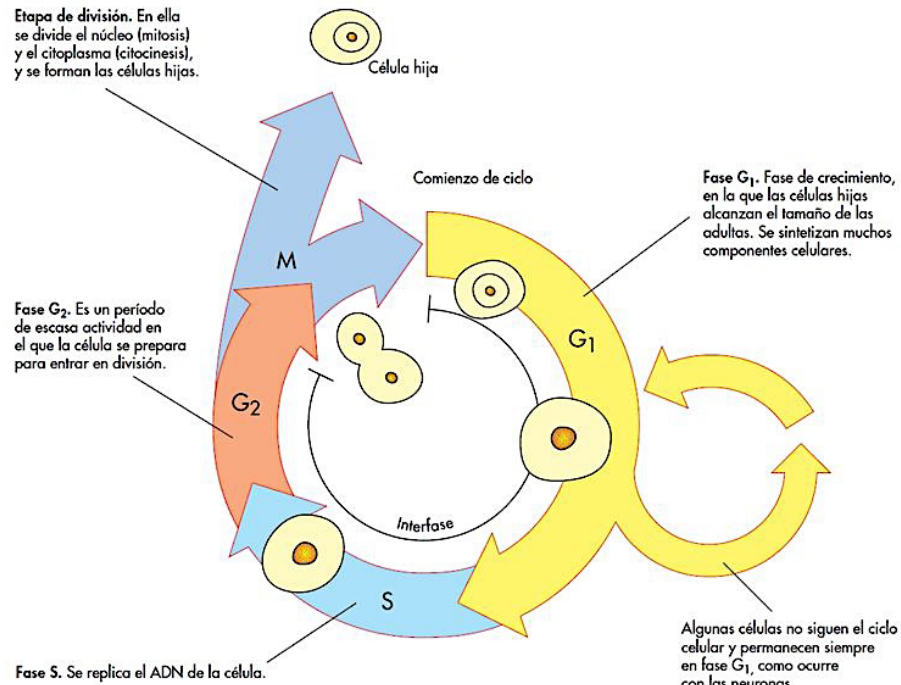 Etapa de división. En ella
se divide el núcleo (mitosis)
y el citoplasma (citocinesis),
y se forman las células hijas.
Célula hija
Comienzo de ciclo
Fase G₁. Fase de crecimiento,
en la que las células hijas
alcanzan el tamaño de las
adultas. Se sintetizan muchos
componentes celulares.
M
G₁
Fase G₂. Es un período
de escasa actividad en
el que la célula se prepara
para entrar en división.
G₂
Interfase
S
Algunas células no siguen el ciclo
celular y permanecen siempre
en fase G₁, como ocurre
con las neuronas
Fase S. Se replica el ADN de la célula.